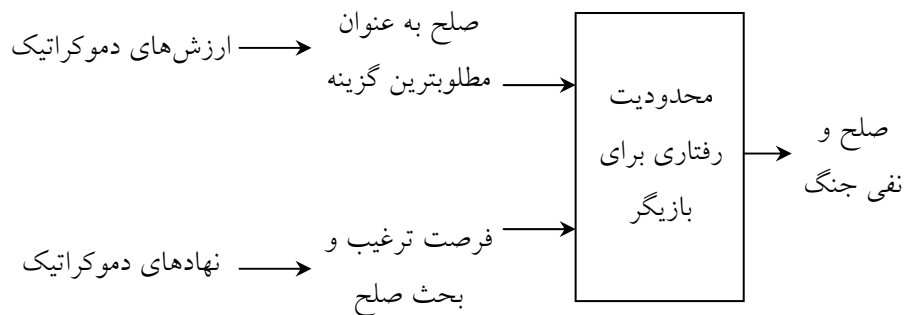 ارزش‌های دموکراتیک
صلح به عنوان
مطلوبترین گزینه
نهادهای دموکراتیک
فرصت ترغیب و
بحث صلح
محدودیت
رفتاری برای
بازیگر
صلح و
نفی جنگ